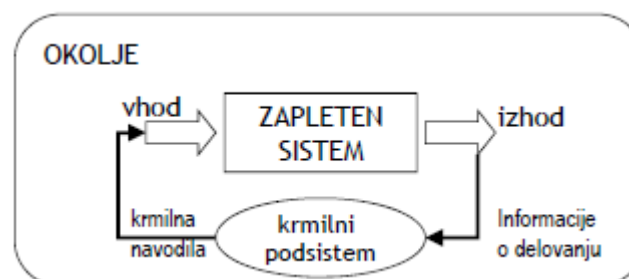 OKOLJE
vhod
ZAPLETEN
SISTEM
izhod
krmilna
navodila
krmilni
podsistem
Informacije
o delovanju